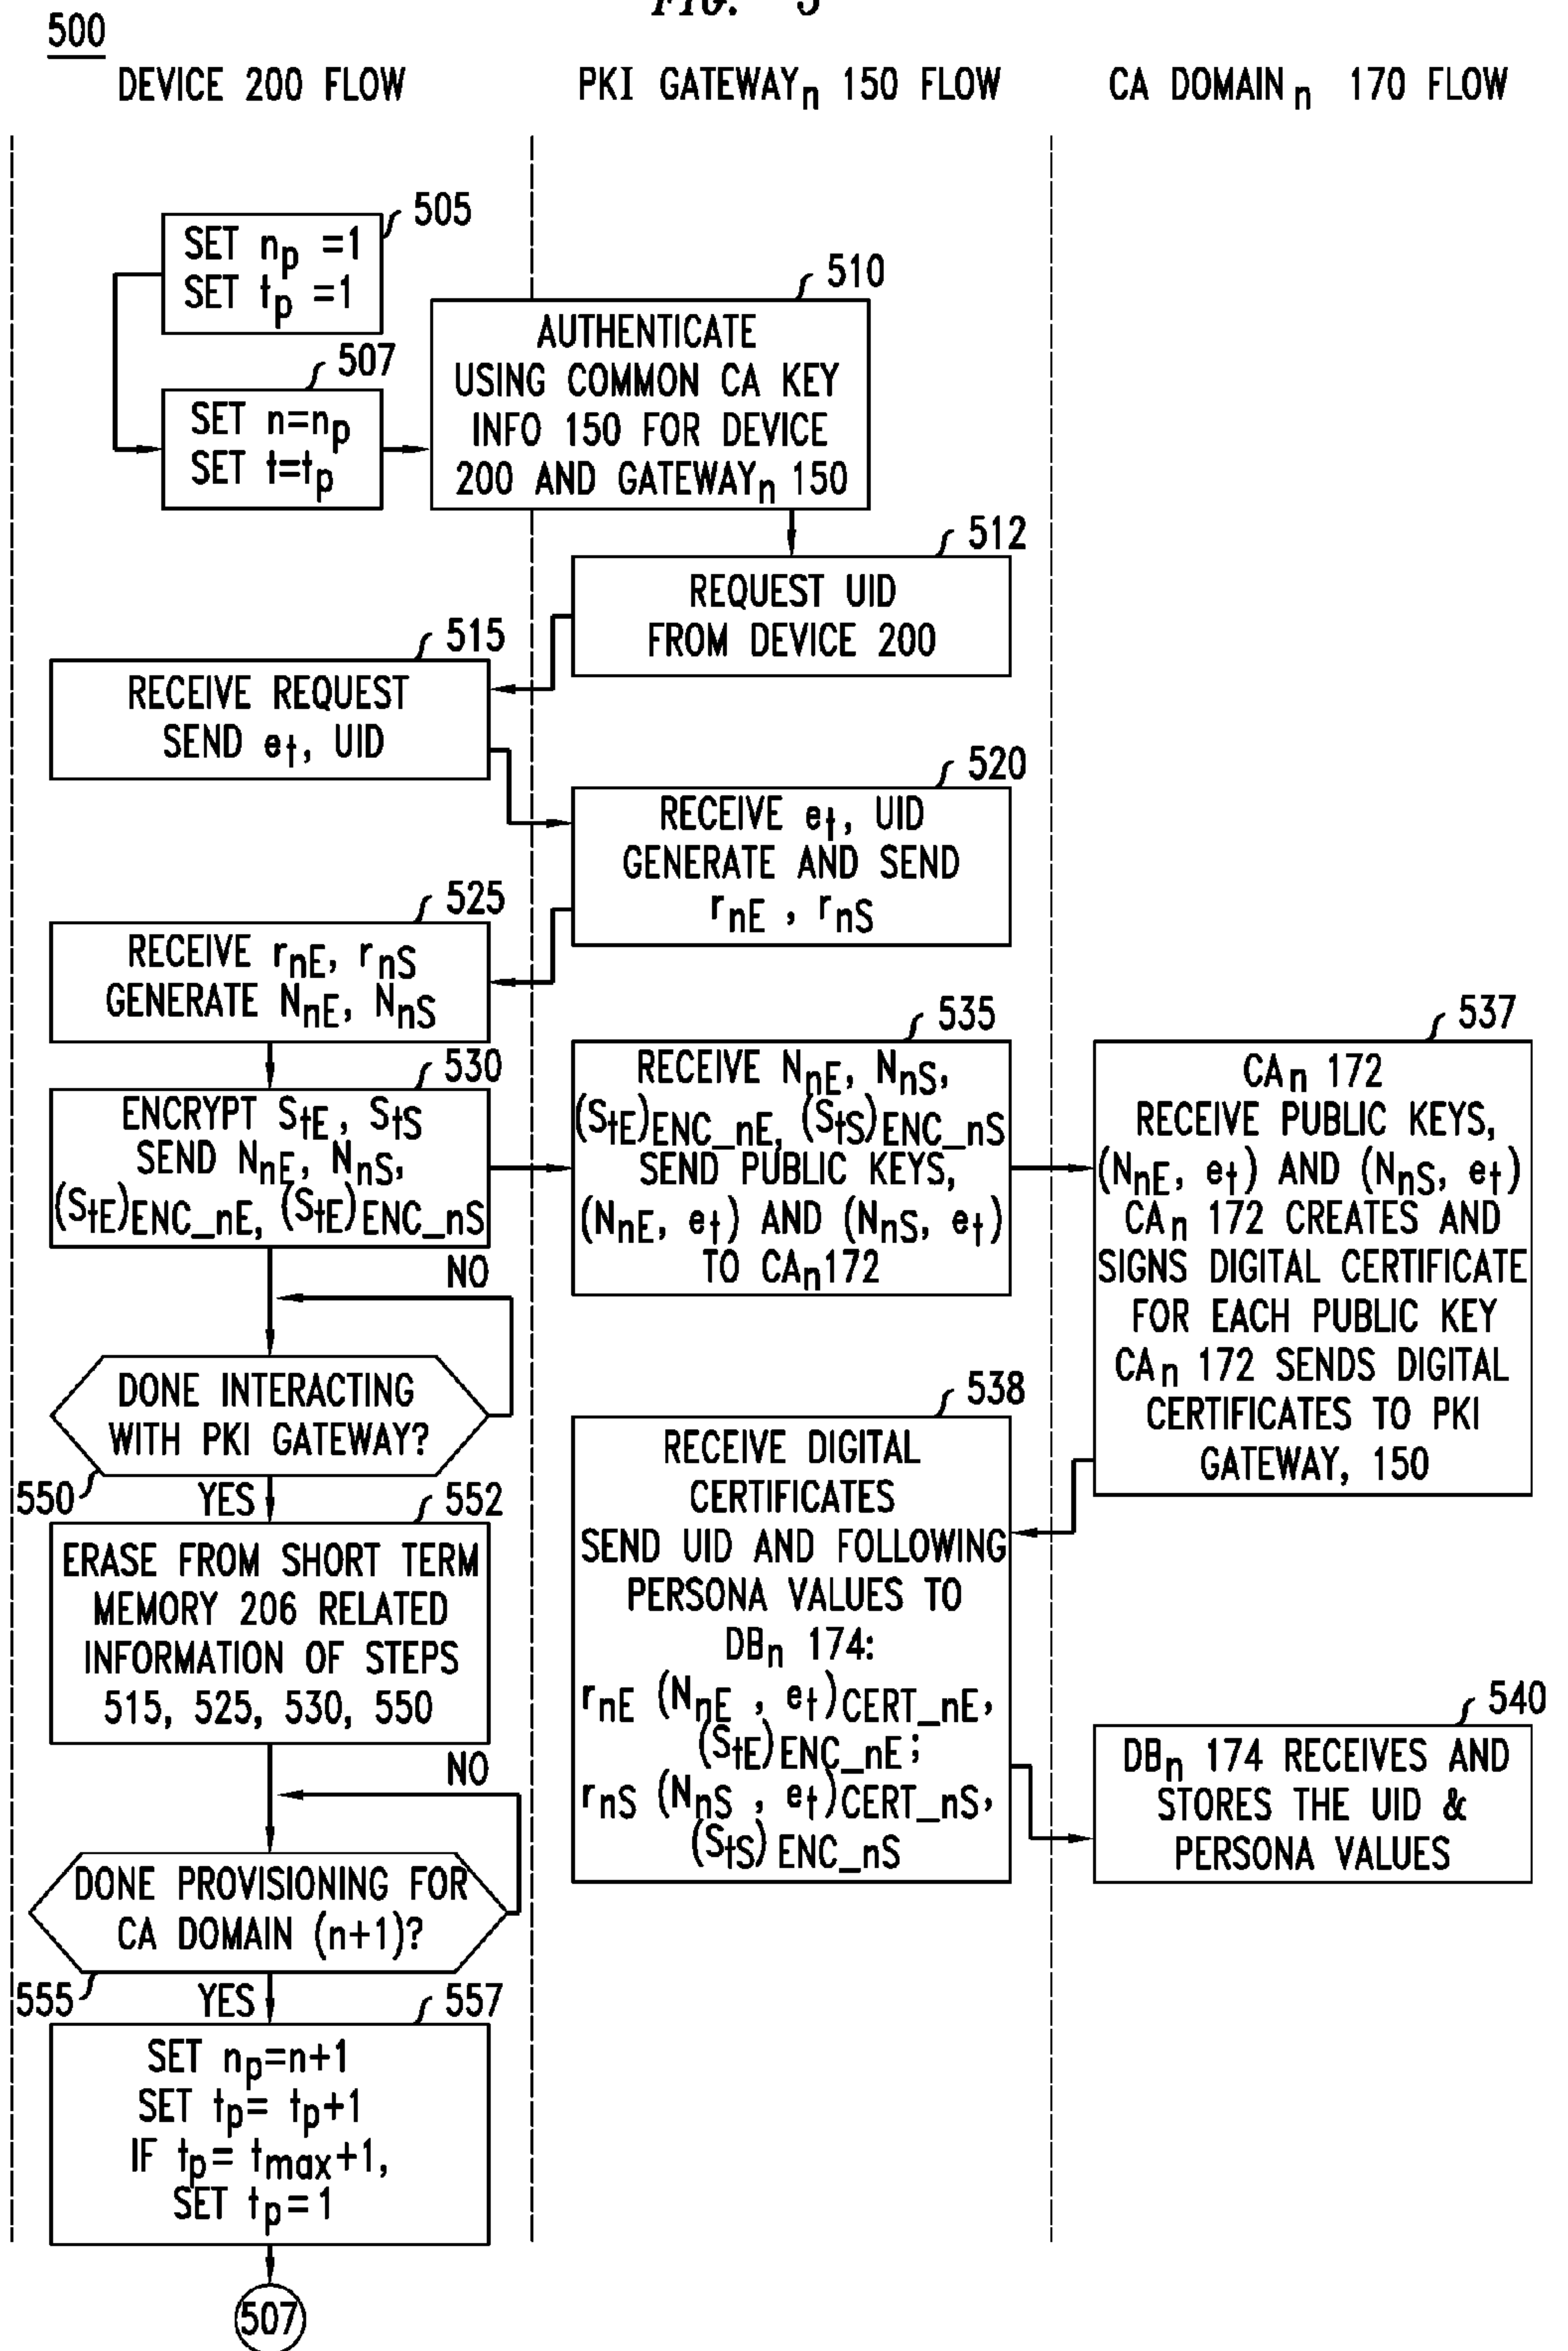 FIG. 5
500
DEVICE 200 FLOW
PKI GATEWAYn 150 FLOW
CA DOMAIN n 170 FLOW
505
SET np =1
SET tp =1
507
SET n=np
SET t=tp
510
AUTHENTICATE
USING COMMON CA KEY
INFO 150 FOR DEVICE
200 AND GATEWAYn 150
512
REQUEST UID
FROM DEVICE 200
515
RECEIVE REQUEST
SEND et, UID
520
RECEIVE et, UID
GENERATE AND SEND
rnE , rnS
525
RECEIVE rnE, rnS
GENERATE NnE, NnS
530
ENCRYPT StE, StS
SEND NnE, NnS,
(StE)ENC_nE, (StE)ENC_nS
535
RECEIVE NnE, NnS,
(StE)ENC_nE, (StS)ENC_nS
SEND PUBLIC KEYS,
(NnE, et) AND (NnS, et)
TO CAn172
537
CAn 172
RECEIVE PUBLIC KEYS,
(NnE, et) AND (NnS, et)
CAn 172 CREATES AND
SIGNS DIGITAL CERTIFICATE
FOR EACH PUBLIC KEY
CAn 172 SENDS DIGITAL
CERTIFICATES TO PKI
GATEWAY, 150
NO
DONE INTERACTING
WITH PKI GATEWAY?
550
YES
538
RECEIVE DIGITAL
CERTIFICATES
SEND UID AND FOLLOWING
PERSONA VALUES TO
DBn 174:
rnE (NnE , et)CERT_nE,
(StE)ENC_nE;
rnS (NnS , et)CERT_nS,
(StS)ENC_nS
552
ERASE FROM SHORT TERM
MEMORY 206 RELATED
INFORMATION OF STEPS
515, 525, 530, 550
540
DBn 174 RECEIVES AND
STORES THE UID &
PERSONA VALUES
NO
DONE PROVISIONING FOR
CA DOMAIN (n+1)?
555
YES
557
SET np=n+1
SET tp= tp+1
IF tp= tmax+1,
SET tp=1
507